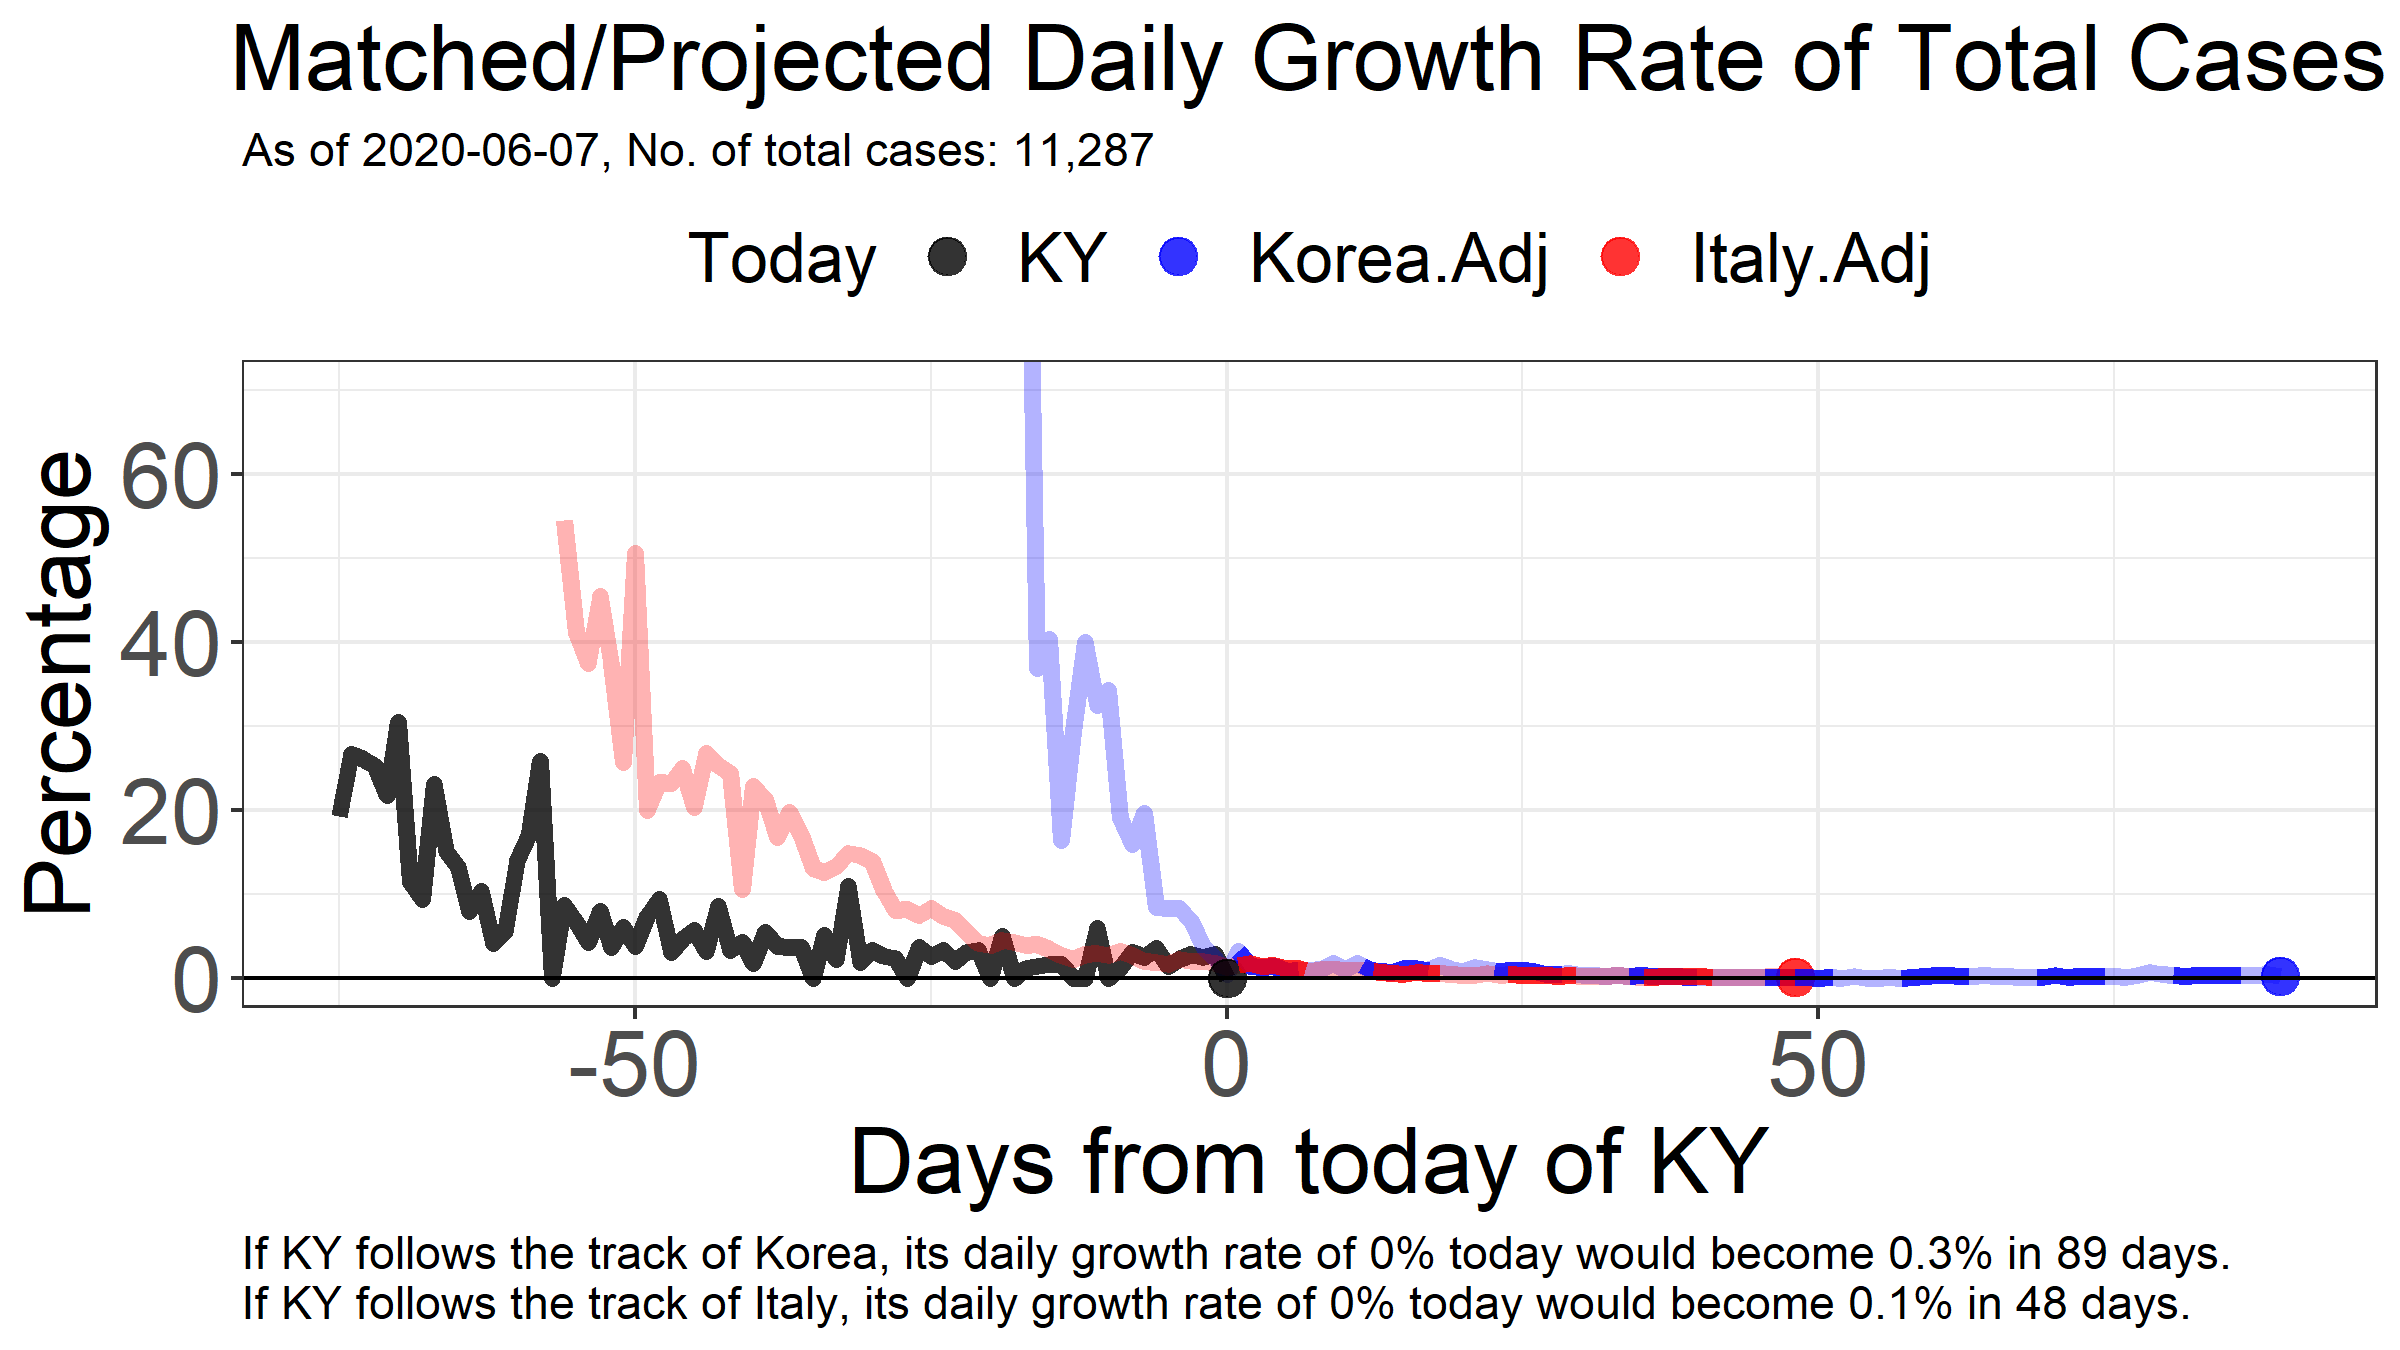 Matched/Projected Daily Growth Rate of Total Cases
As of 2020-06-07, No. of total cases: 11,287
Today KY Korea.Adj Italy.Adj
Percentage
60
40
20
0
-50 0 50
Days from today of KY
If KY follows the track of Korea, its daily growth rate of 0% today would become 0.3% in 89 days.
If KY follows the track of Italy, its daily growth rate of 0% today would become 0.1% in 48 days.